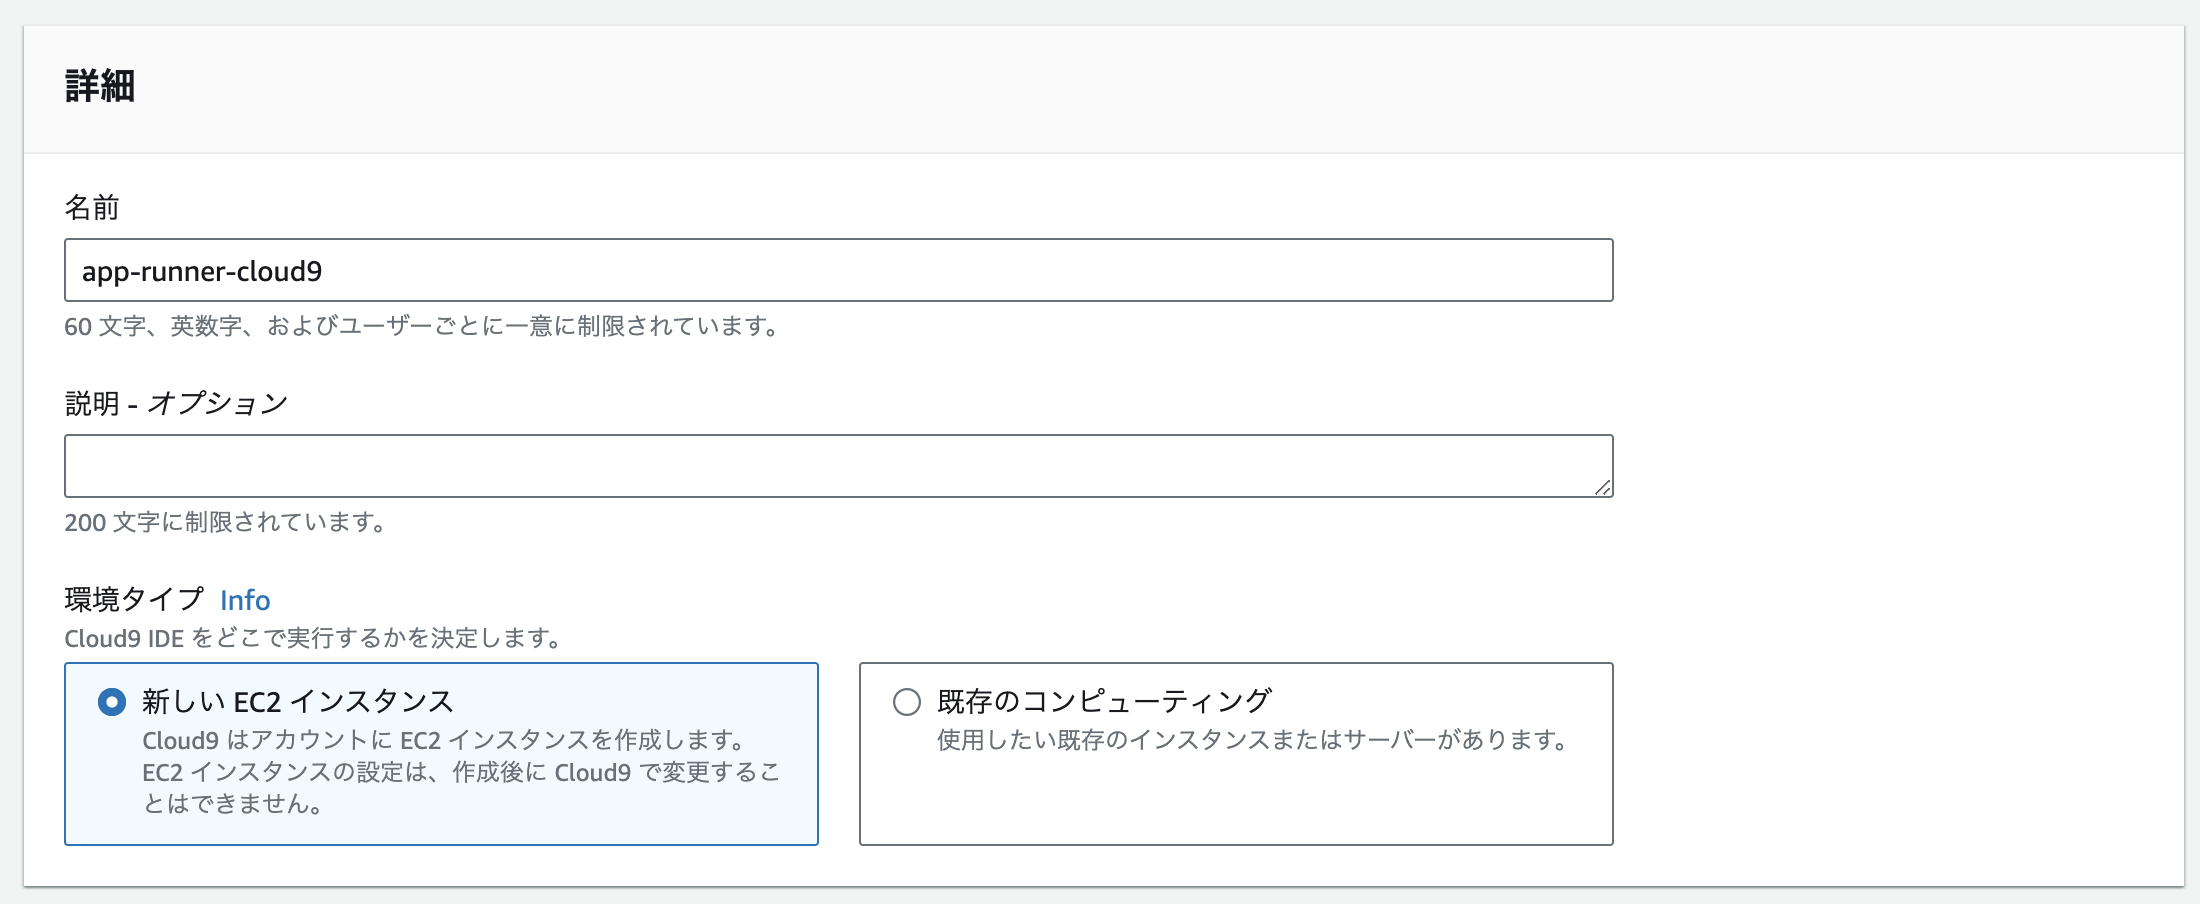 詳細
名前
app-runner-cloud9
60 文字、英数字、およびユーザーごとに一意に制限されています。
説明 - オプション
200 文字に制限されています。
環境タイプ Info
Cloud9 IDE をどこで実行するかを決定します。
新しい EC2 インスタンス
Cloud9 はアカウントに EC2 インスタンスを作成します。
EC2 インスタンスの設定は、作成後に Cloud9 で変更するこ
とはできません。
既存のコンピューティング
使用したい既存のインスタンスまたはサーバーがあります。